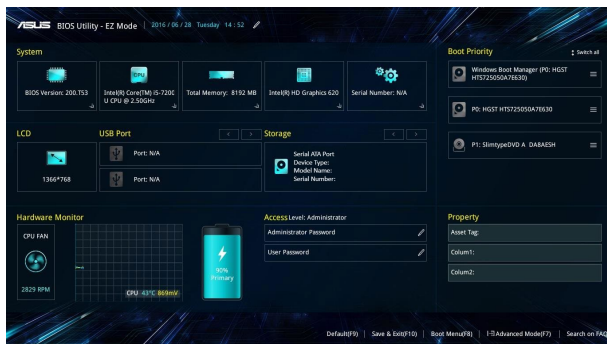 ASUS BIOS Utility - EZ Mode 2016 / 06 / 28 Tuesday 14 : 52
System
BIOS Version: 200.T53
CPU
Intel(R) Core(TM) i5-7200
U CPU @ 2.50GHz
Total Memory: 8192 MB
Intel(R) HD Graphics 620
Serial Number: N/A
Boot Priority
Switch all
Windows Boot Manager (P0: HGST
HTS725050A7E630)
P0: HGST HTS725050A7E630
P1: SlimtypeDVD A DA8AESH
LCD
1366*768
USB Port
Port: N/A
Port: N/A
Storage
Serial ATA Port
Device Type:
Model Name:
Serial Number:
Hardware Monitor
CPU FAN
2829 RPM
CPU 43°C 869mV
90%
Primary
Access Level: Administrator
Administrator Password
User Password
Property
Asset Tag:
Colum1:
Colum2:
Default(F9) | Save & Exit(F10) | Boot Menu(F8) | Advanced Mode(F7) | Search on FAQ